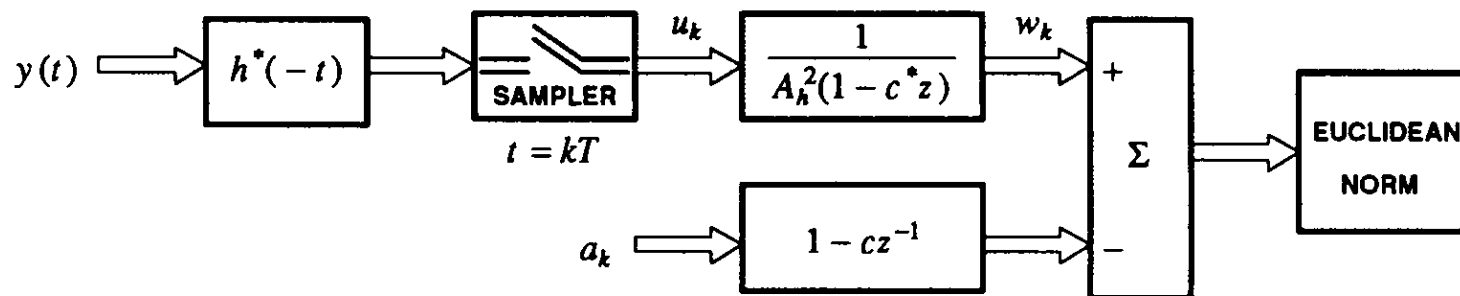 y(t)
h*(−t)
SAMPLER
t = kT
u_k
1
A_h^2(1 − c*z)
w_k
+
Σ
−
EUCLIDEAN
NORM
a_k
1 − cz^{−1}